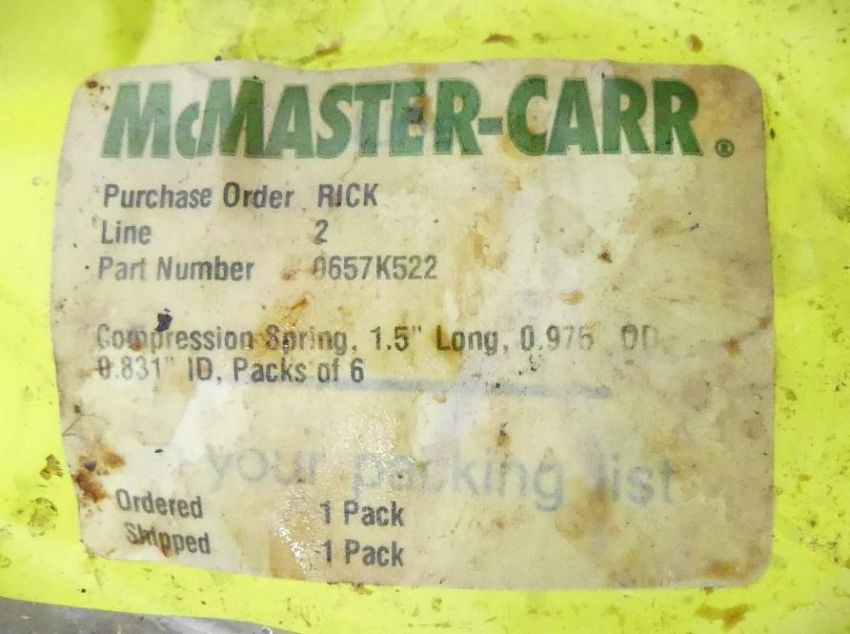 McMASTER-CARR®
Purchase Order RICK
Line 2
Part Number 9657K522
Compression Spring, 1.5" Long, 0.975 OD,
0.831" ID, Packs of 6
your packing list
Ordered 1 Pack
Shipped 1 Pack